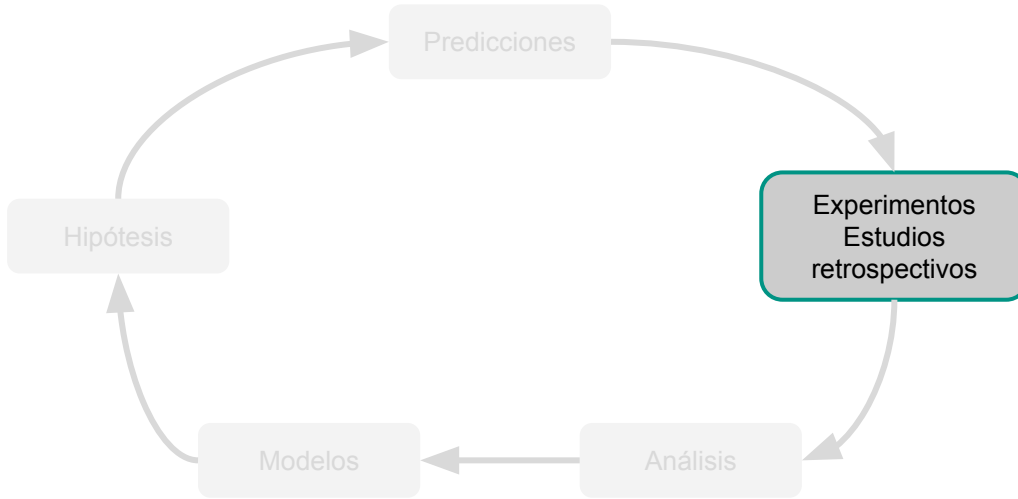 Predicciones
Experimentos
Estudios
retrospectivos
Hipótesis
Modelos
Análisis